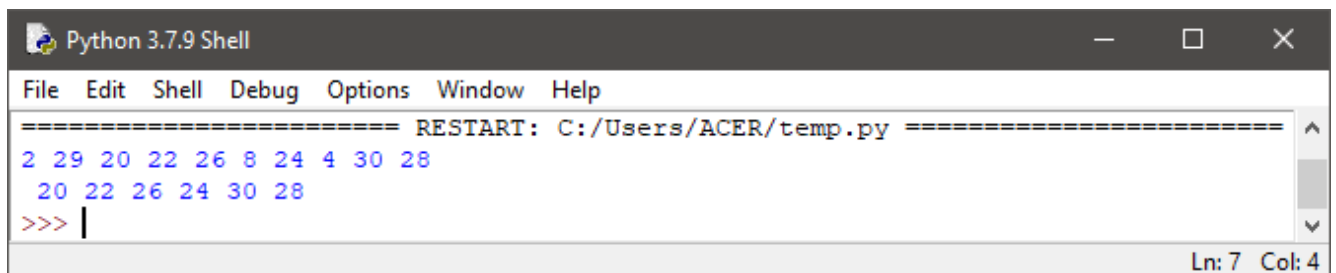 Python 3.7.9 Shell
File Edit Shell Debug Options Window Help
======================== RESTART: C:/Users/ACER/temp.py ========================
2 29 20 22 26 8 24 4 30 28
 20 22 26 24 30 28
>>>
Ln: 7 Col: 4